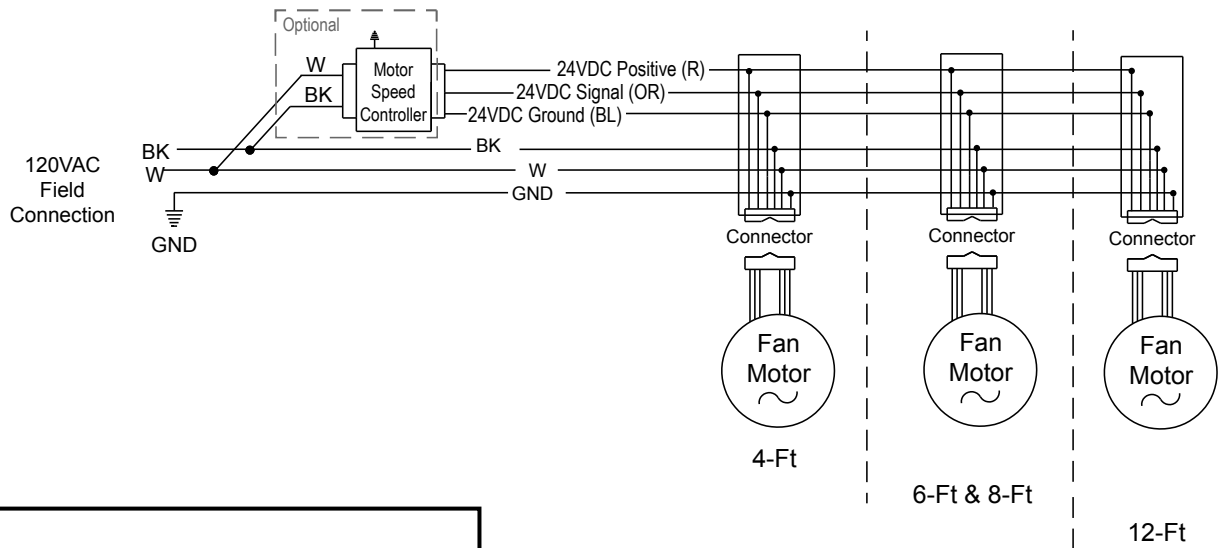 Optional
W
BK
Motor
Speed
Controller
24VDC Positive (R)
24VDC Signal (OR)
24VDC Ground (BL)
120VAC
Field
Connection
BK
W
GND
BK
W
GND
Connector
Connector
Connector
Fan
Motor
Fan
Motor
Fan
Motor
4-Ft
6-Ft & 8-Ft
12-Ft